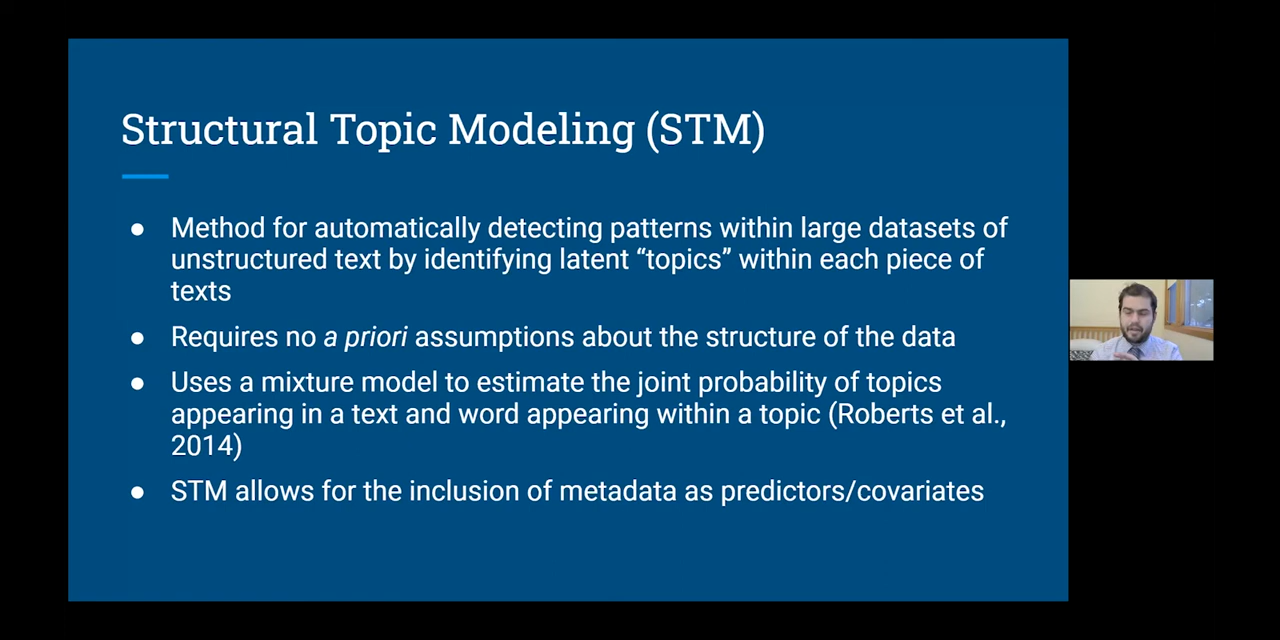 Structural Topic Modeling (STM)
● Method for automatically detecting patterns within large datasets of
unstructured text by identifying latent “topics” within each piece of
texts
● Requires no a priori assumptions about the structure of the data
● Uses a mixture model to estimate the joint probability of topics
appearing in a text and word appearing within a topic (Roberts et al.,
2014)
● STM allows for the inclusion of metadata as predictors/covariates